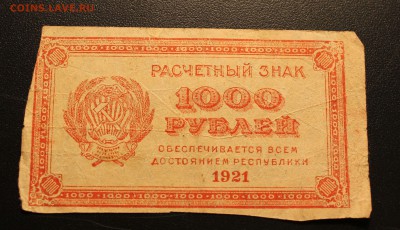 COINS.LAVE.RU
РАСЧЕТНЫЙ ЗНАК
1000
РУБЛЕЙ
ОБЕСПЕЧИВАЕТСЯ ВСЕМ
ДОСТОЯНИЕМ РЕСПУБЛИКИ
1921